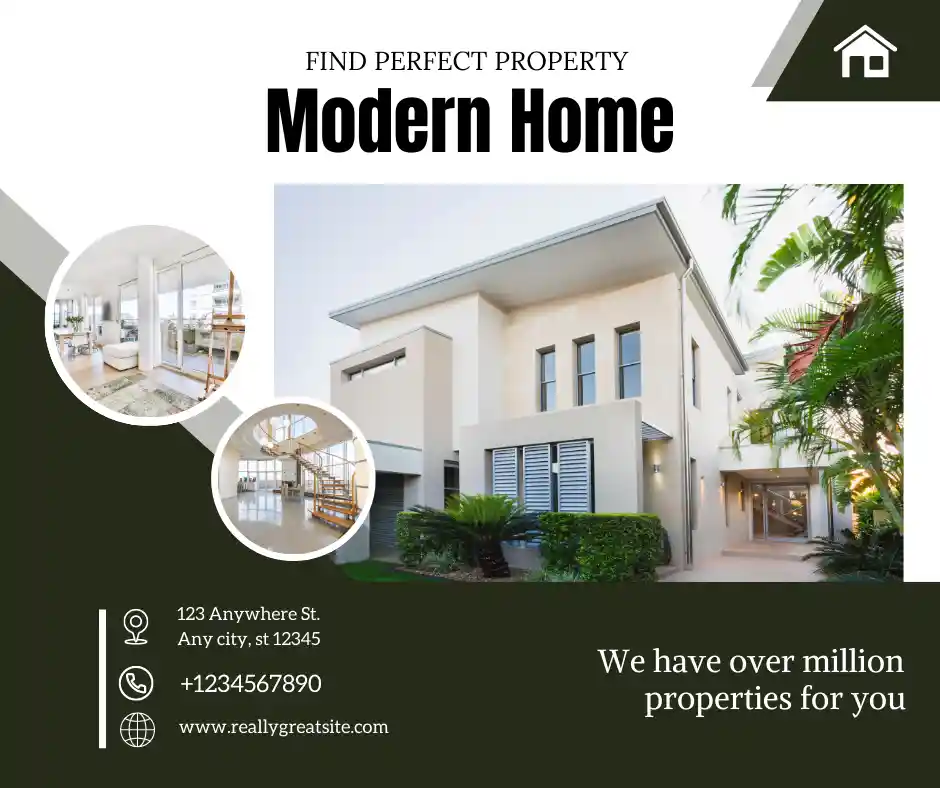 FIND PERFECT PROPERTY
Modern Home
123 Anywhere St.
Any city, st 12345
+1234567890
www.reallygreatsite.com
We have over million
properties for you